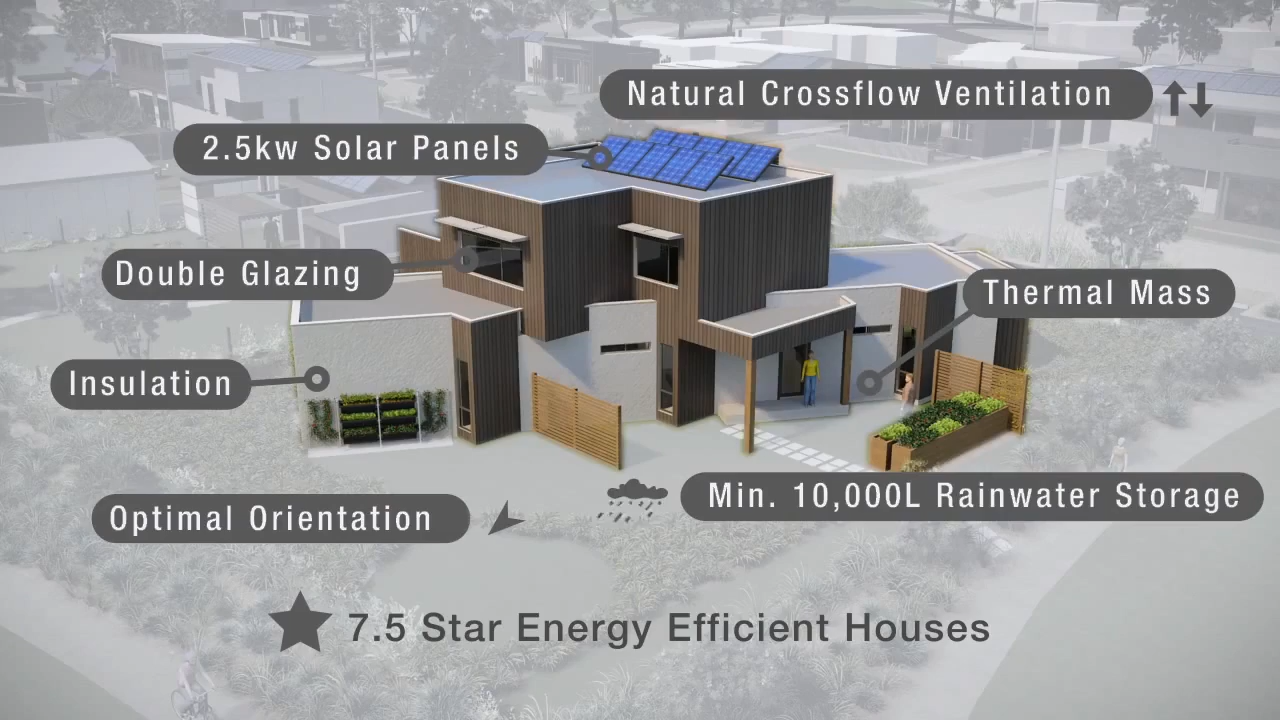 Natural Crossflow Ventilation
2.5kw Solar Panels
Double Glazing
Thermal Mass
Insulation
Min. 10,000L Rainwater Storage
Optimal Orientation
7.5 Star Energy Efficient Houses